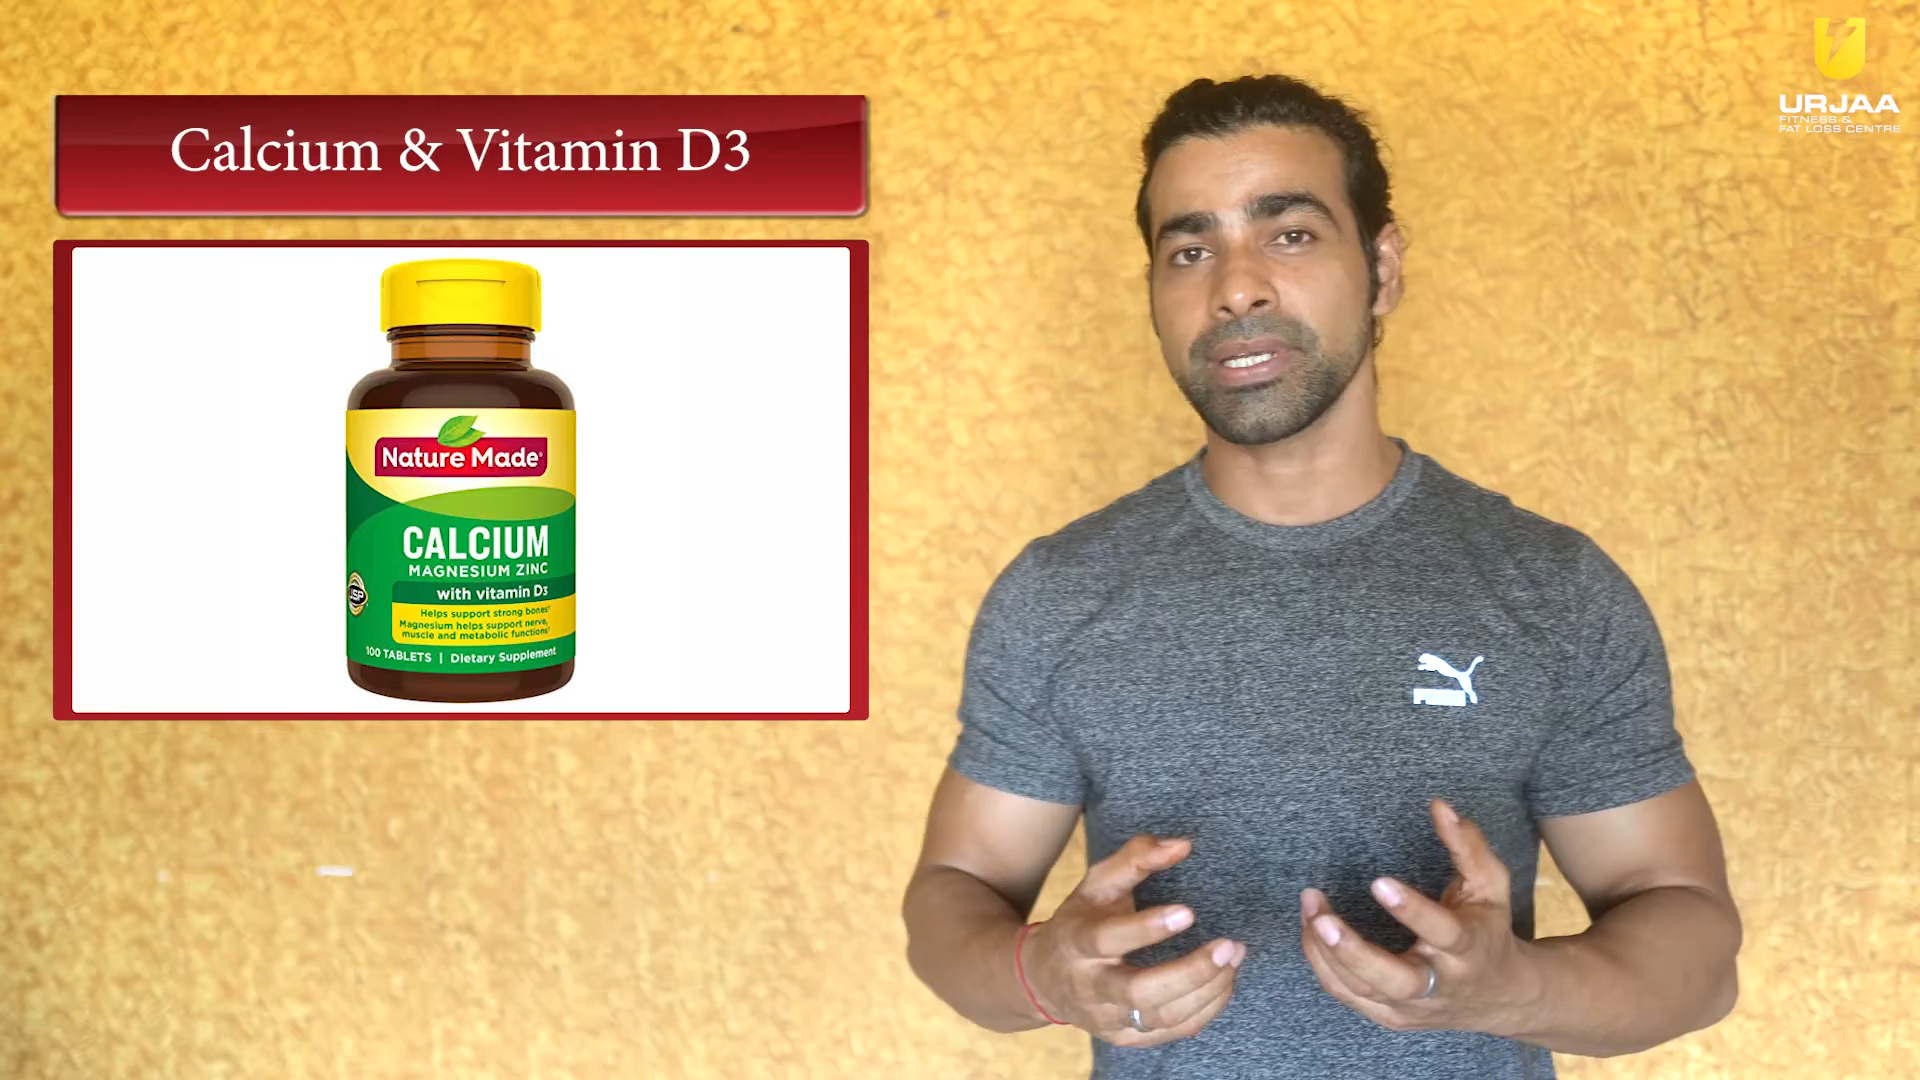 Calcium & Vitamin D3
URJAA
FITNESS &
FAT LOSS CENTRE
Nature Made
CALCIUM
MAGNESIUM ZINC
with vitamin D3
Helps support strong bones†
Magnesium helps support nerve,
muscle and metabolic functions†
100 TABLETS | Dietary Supplement
USP
PUMA